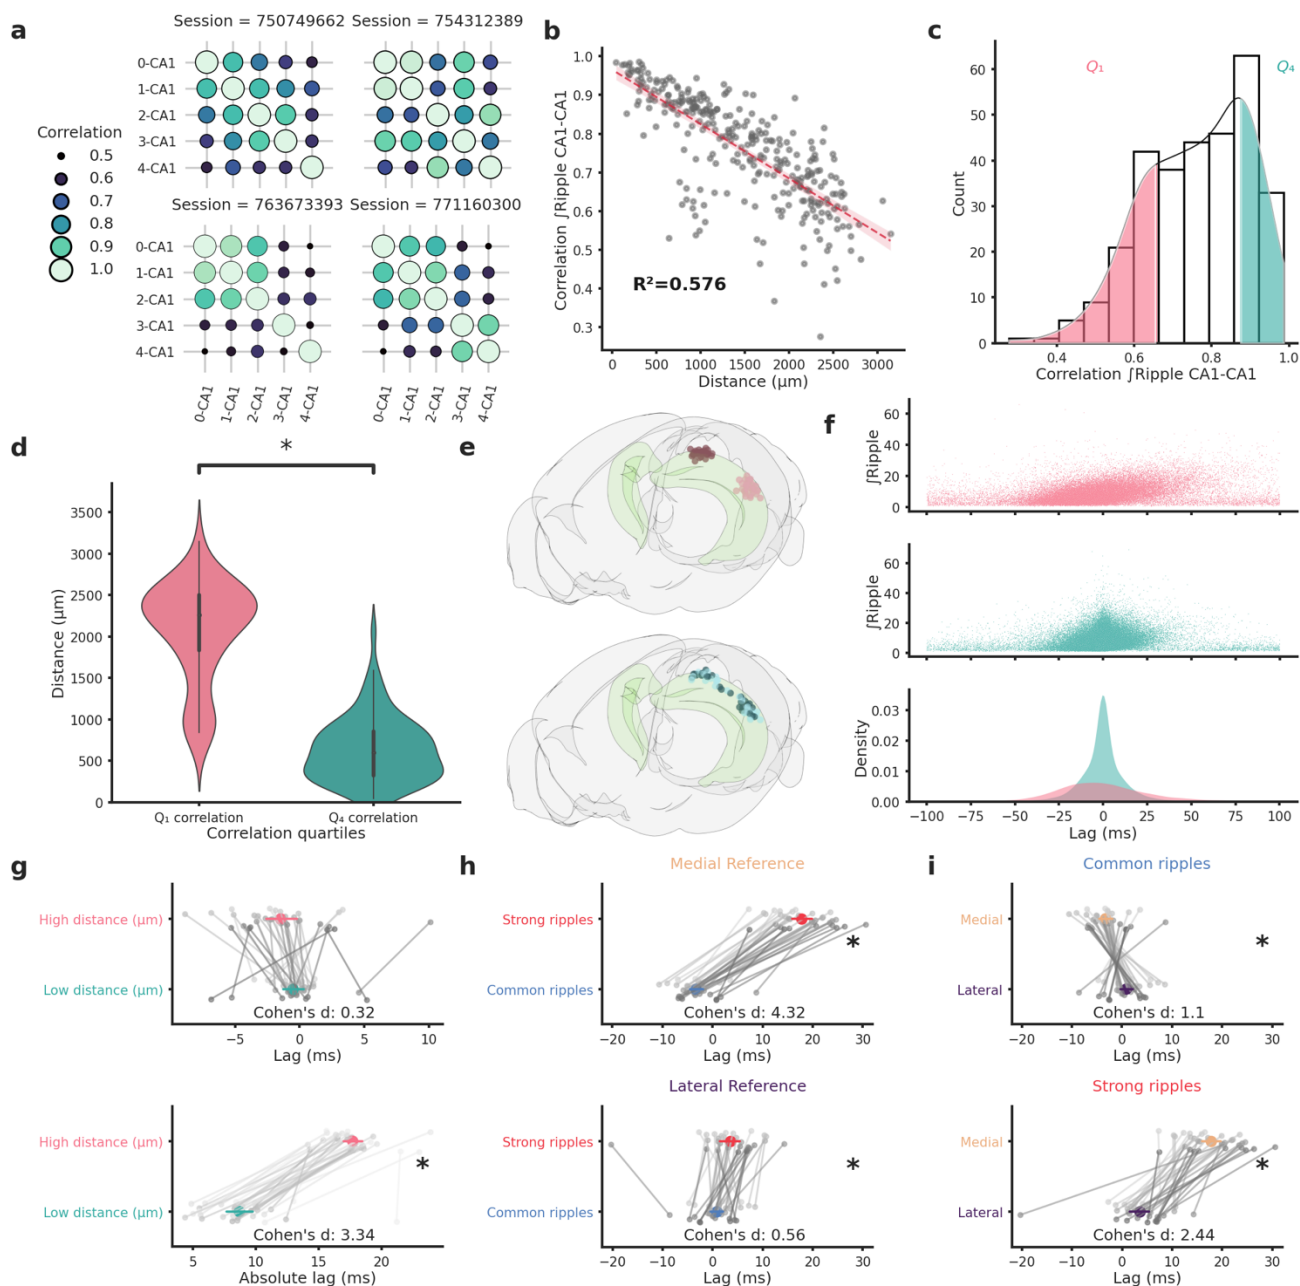 a
Session = 750749662
Session = 754312389
0-CA1
1-CA1
2-CA1
3-CA1
4-CA1
Correlation
0.5
0.6
0.7
0.8
0.9
1.0
Session = 763673393
Session = 771160300
0-CA1
1-CA1
2-CA1
3-CA1
4-CA1
0-CA1
1-CA1
2-CA1
3-CA1
4-CA1
0-CA1
1-CA1
2-CA1
3-CA1
4-CA1
b
Correlation ∫Ripple CA1-CA1
1.0
0.9
0.8
0.7
0.6
0.5
0.4
0.3
R²=0.576
0 500 1000 1500 2000 2500 3000
Distance (μm)
c
Q₁
Q₄
Count
60
50
40
30
20
10
0
0.4 0.6 0.8 1.0
Correlation ∫Ripple CA1-CA1
d
*
Distance (μm)
3500
3000
2500
2000
1500
1000
500
0
Q₁ correlation
Q₄ correlation
Correlation quartiles
e
f
∫Ripple
60
40
20
0
∫Ripple
60
40
20
0
Density
0.03
0.02
0.01
0.00
−100 −75 −50 −25 0 25 50 75 100
Lag (ms)
g
High distance (μm)
Low distance (μm)
Cohen's d: 0.32
−5 0 5 10
Lag (ms)
High distance (μm)
*
Low distance (μm)
Cohen's d: 3.34
5 10 15 20
Absolute lag (ms)
h
Medial Reference
Strong ripples
*
Common ripples
Cohen's d: 4.32
−20 −10 0 10 20 30
Lag (ms)
Lateral Reference
Strong ripples
*
Common ripples
Cohen's d: 0.56
−20 −10 0 10 20 30
Lag (ms)
i
Common ripples
Medial
*
Lateral
Cohen's d: 1.1
−20 −10 0 10 20 30
Lag (ms)
Strong ripples
Medial
*
Lateral
Cohen's d: 2.44
−20 −10 0 10 20 30
Lag (ms)